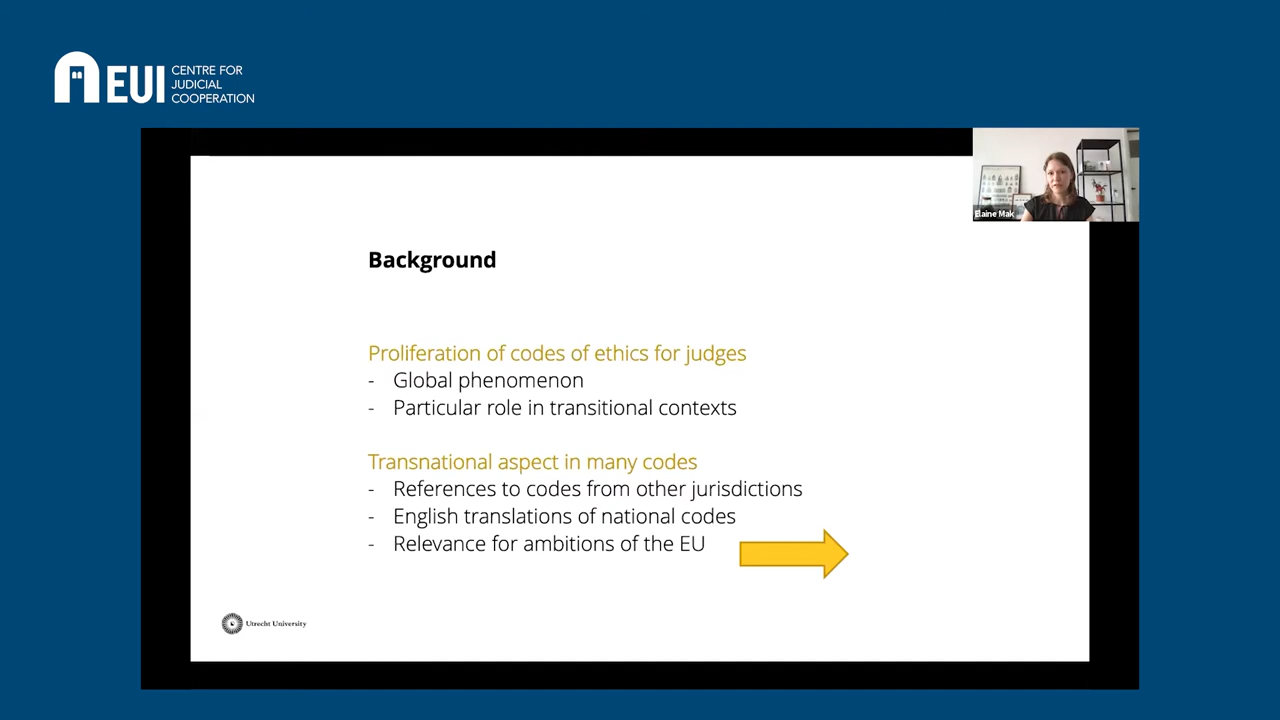 EUI
CENTRE FOR
JUDICIAL
COOPERATION
Elaine Mak
Background
Proliferation of codes of ethics for judges
- Global phenomenon
- Particular role in transitional contexts
Transnational aspect in many codes
- References to codes from other jurisdictions
- English translations of national codes
- Relevance for ambitions of the EU
Utrecht University